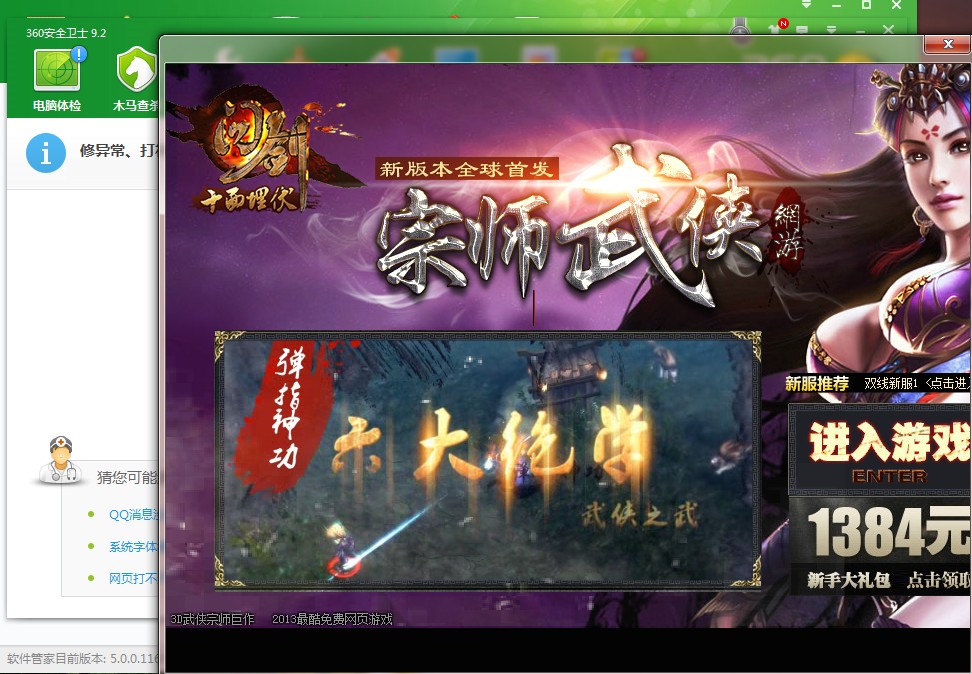 360安全卫士 9.2
电脑体检
木马查杀
修异常、打
猜您可能
QQ消息
系统字体
网页打不
软件管家目前版本: 5.0.0.116
N
闪剑
十面埋伏
新版本全球首发
宗师武侠
網游
弹指神功
六大绝学
武侠之武
新服推荐 双线新服1 <点击进入
进入游戏
ENTER
1384元
新手大礼包 点击领取
3D武侠宗师巨作 2013最酷免费网页游戏